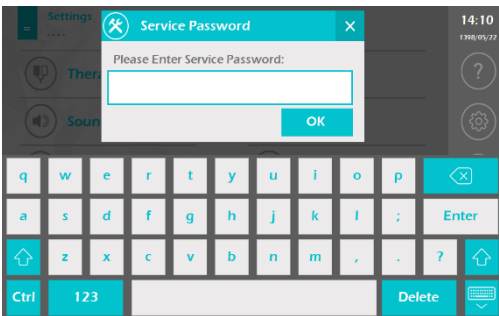 Settings
14:10
1398/05/22
Service Password
X
Please Enter Service Password:
Thera
Soun
OK
?
q w e r t y u i o p
a s d f g h j k l ; Enter
z x c v b n m , . ?
Ctrl 123 Delete